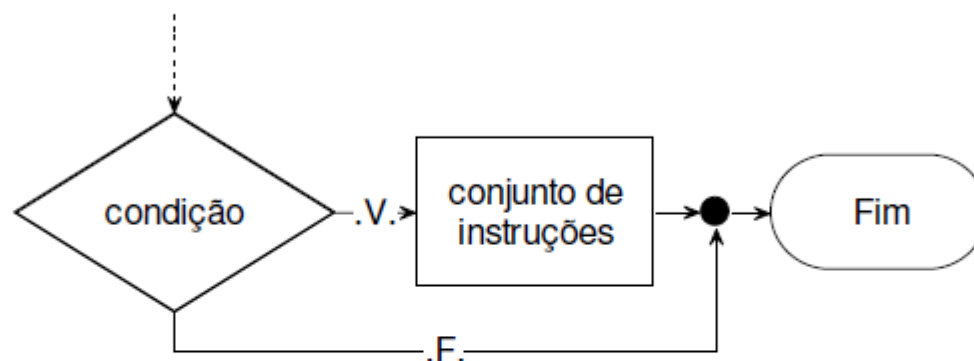 condição
.V.
conjunto de
instruções
Fim
.F.